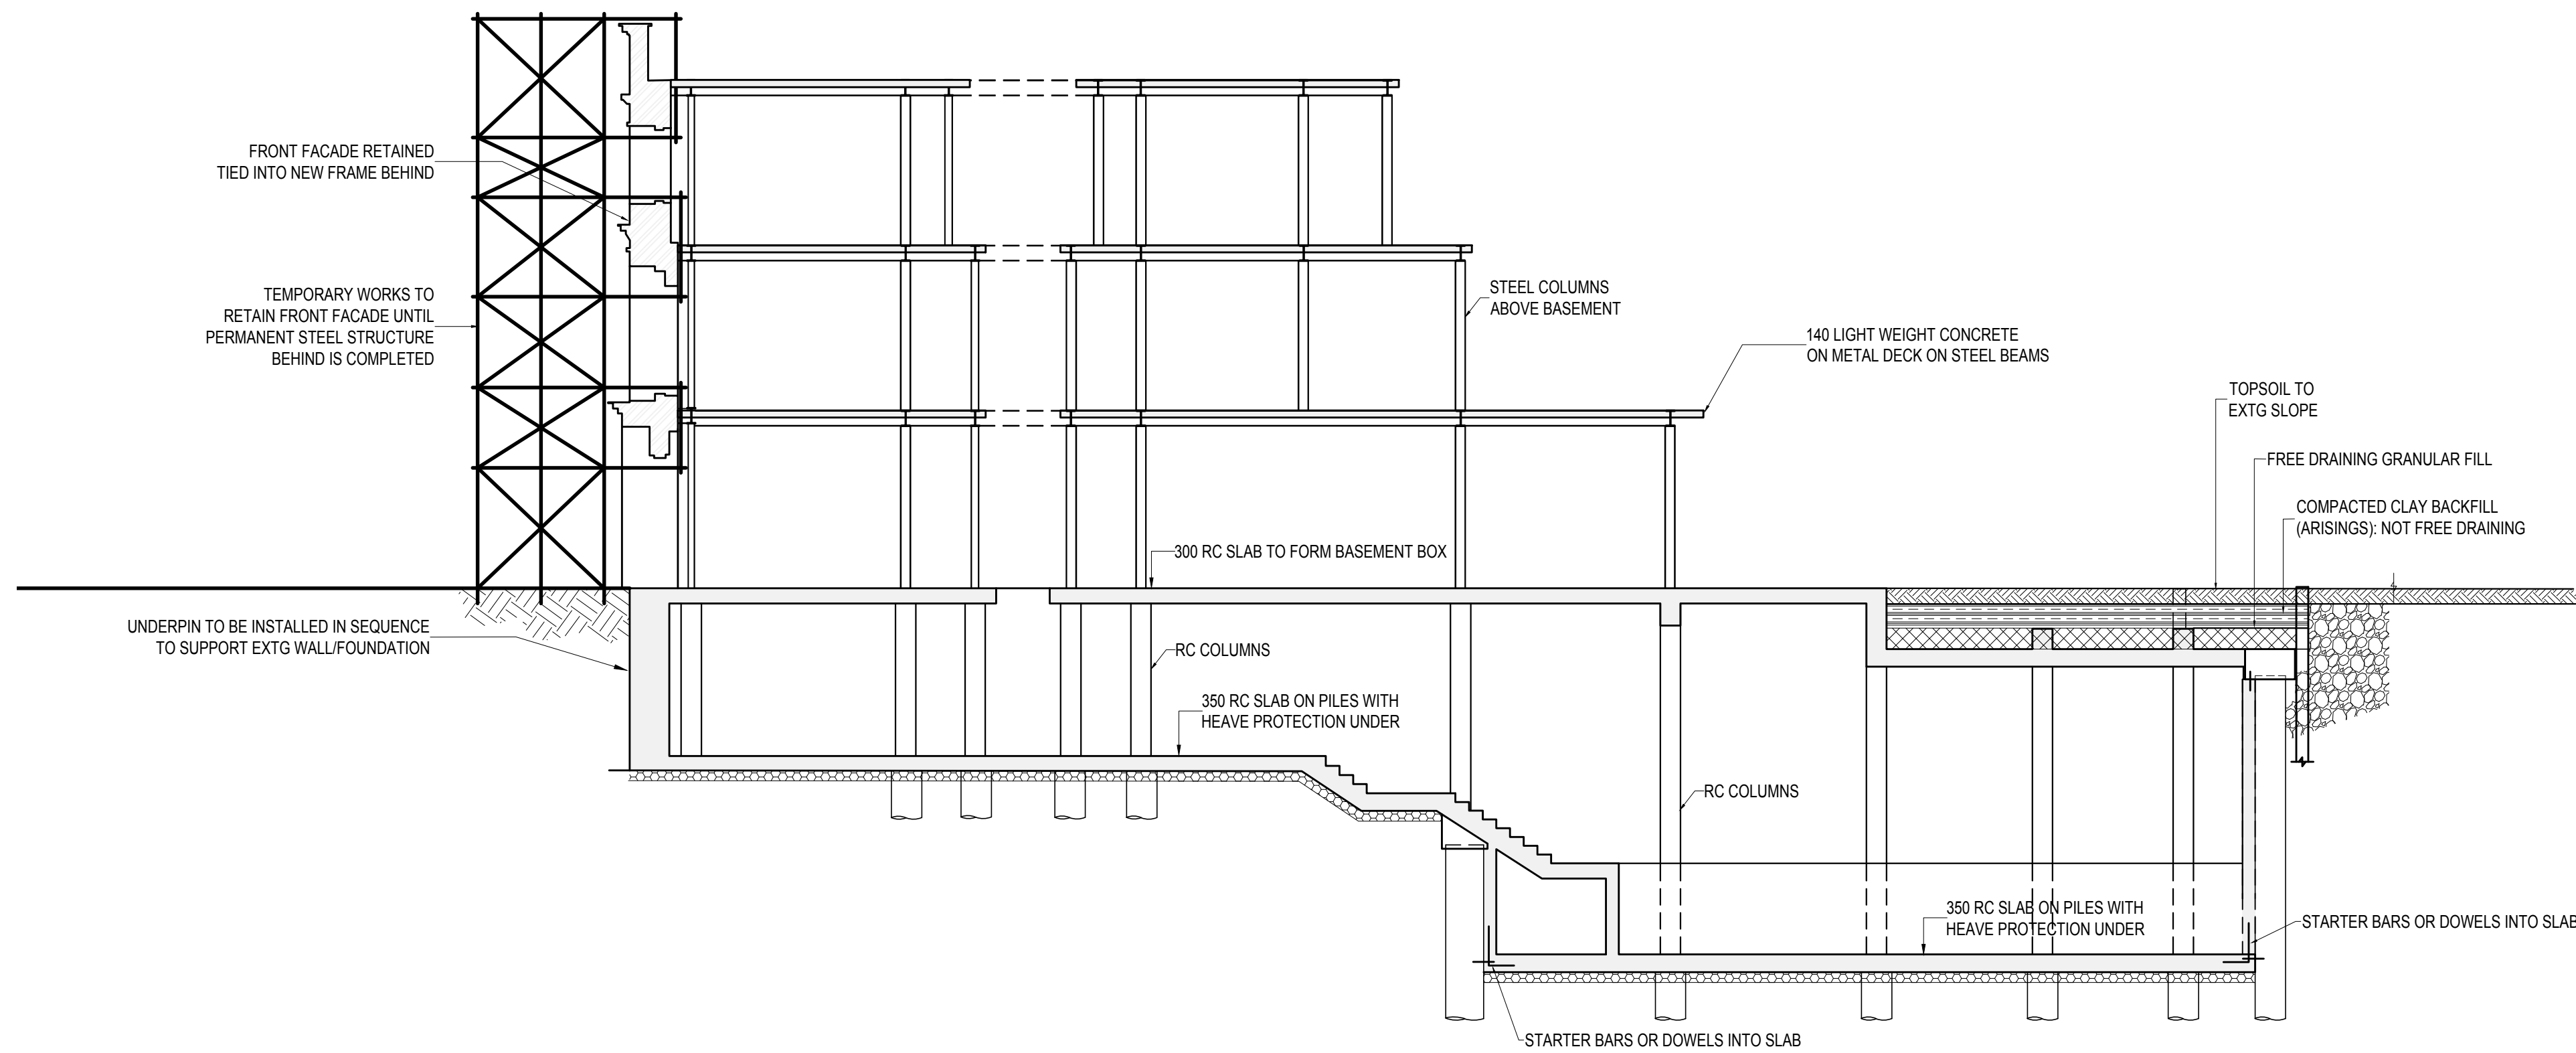 FRONT FACADE RETAINED
TIED INTO NEW FRAME BEHIND
TEMPORARY WORKS TO
RETAIN FRONT FACADE UNTIL
PERMANENT STEEL STRUCTURE
BEHIND IS COMPLETED
STEEL COLUMNS
ABOVE BASEMENT
140 LIGHT WEIGHT CONCRETE
ON METAL DECK ON STEEL BEAMS
TOPSOIL TO
EXTG SLOPE
FREE DRAINING GRANULAR FILL
COMPACTED CLAY BACKFILL
(ARISINGS): NOT FREE DRAINING
300 RC SLAB TO FORM BASEMENT BOX
UNDERPIN TO BE INSTALLED IN SEQUENCE
TO SUPPORT EXTG WALL/FOUNDATION
RC COLUMNS
350 RC SLAB ON PILES WITH
HEAVE PROTECTION UNDER
RC COLUMNS
350 RC SLAB ON PILES WITH
HEAVE PROTECTION UNDER
STARTER BARS OR DOWELS INTO SLAB
STARTER BARS OR DOWELS INTO SLAB